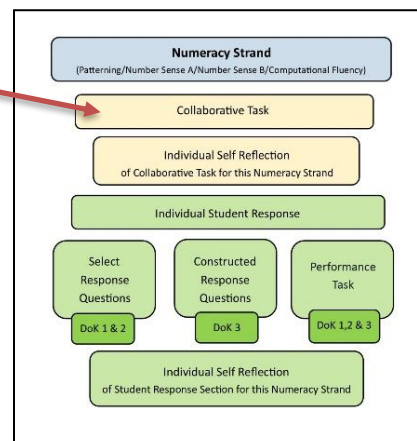 Numeracy Strand
(Patterning/Number Sense A/Number Sense B/Computational Fluency)
Collaborative Task
Individual Self Reflection
of Collaborative Task for this Numeracy Strand
Individual Student Response
Select
Response
Questions
DoK 1 & 2
Constructed
Response
Questions
DoK 3
Performance
Task
DoK 1,2 & 3
Individual Self Reflection
of Student Response Section for this Numeracy Strand